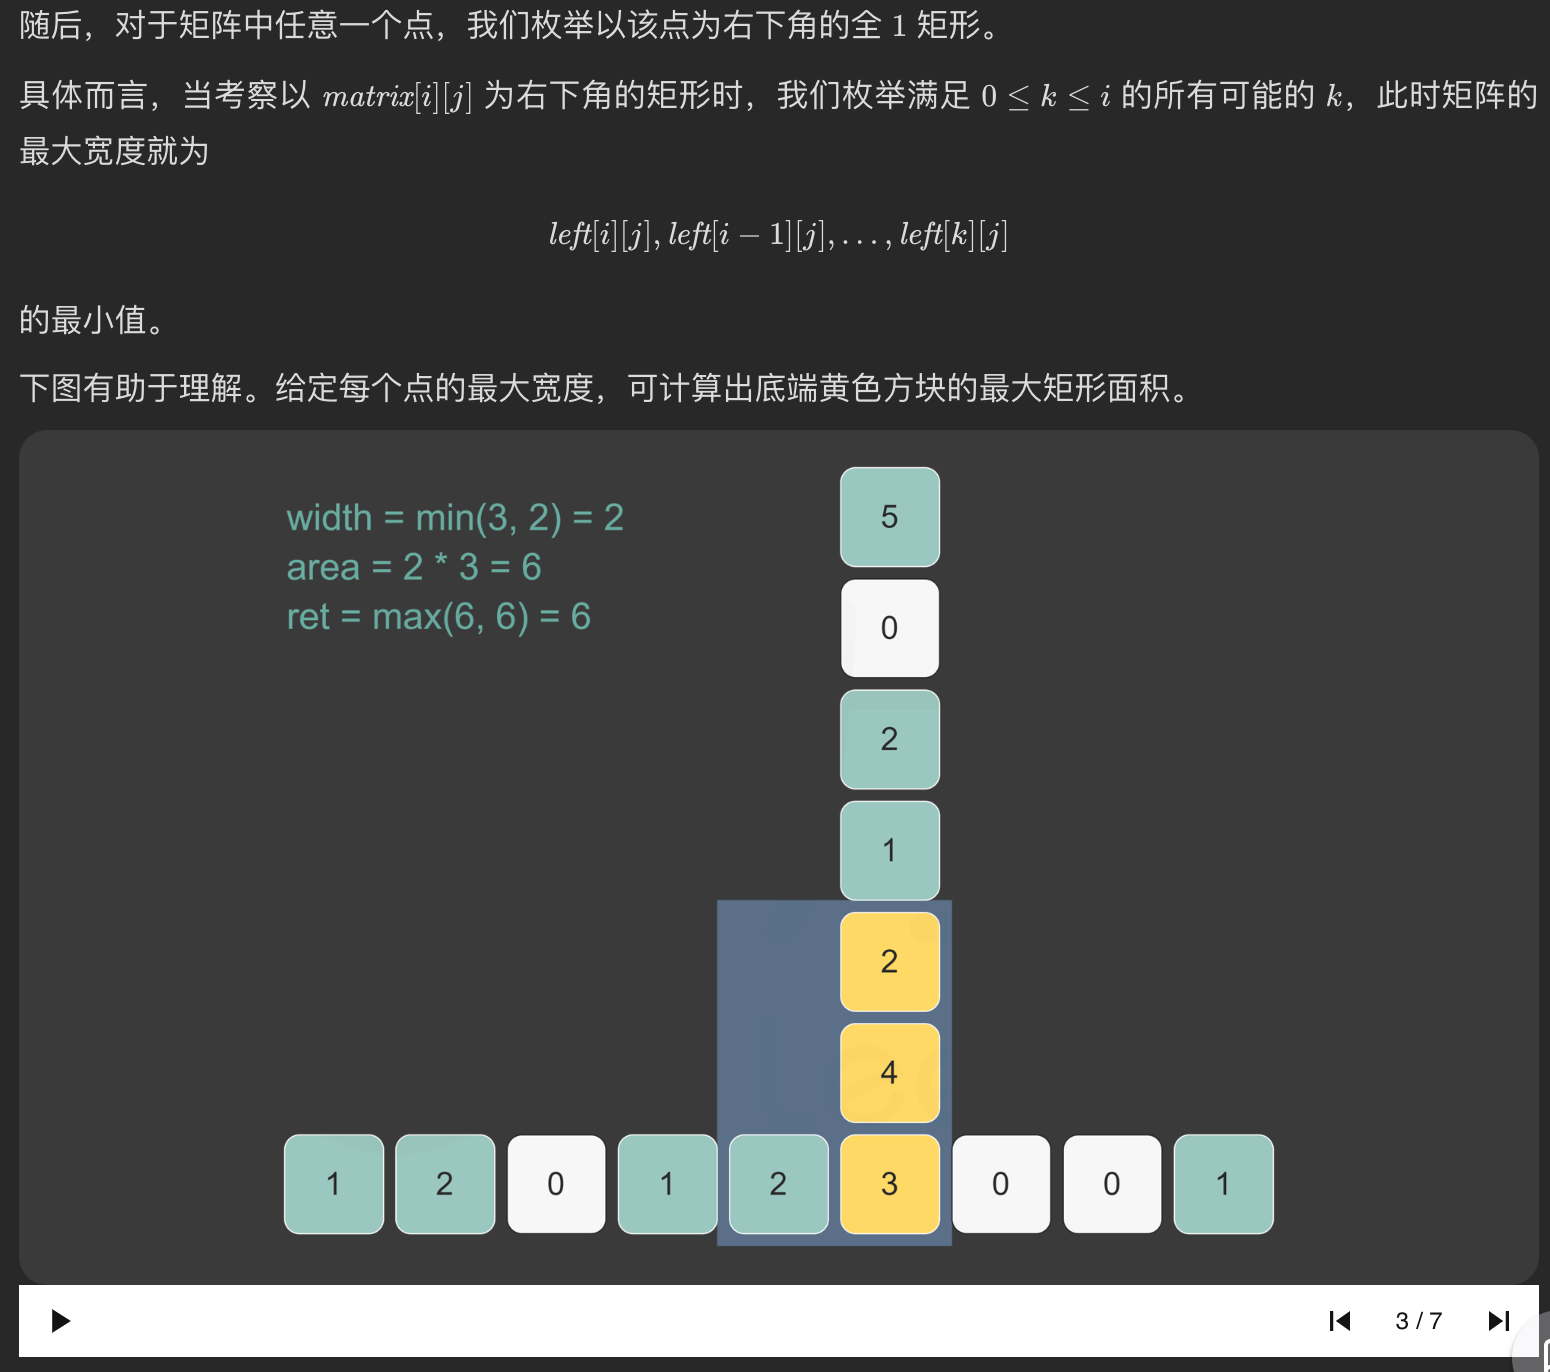 随后，对于矩阵中任意一个点，我们枚举以该点为右下角的全 1 矩形。
具体而言，当考察以 matrix[i][j] 为右下角的矩形时，我们枚举满足 0 ≤ k ≤ i 的所有可能的 k，此时矩阵的
最大宽度就为
left[i][j], left[i − 1][j], . . . , left[k][j]
的最小值。
下图有助于理解。给定每个点的最大宽度，可计算出底端黄色方块的最大矩形面积。
width = min(3, 2) = 2
area = 2 * 3 = 6
ret = max(6, 6) = 6
5
0
2
1
2
4
1 2 0 1 2 3 0 0 1
3 / 7